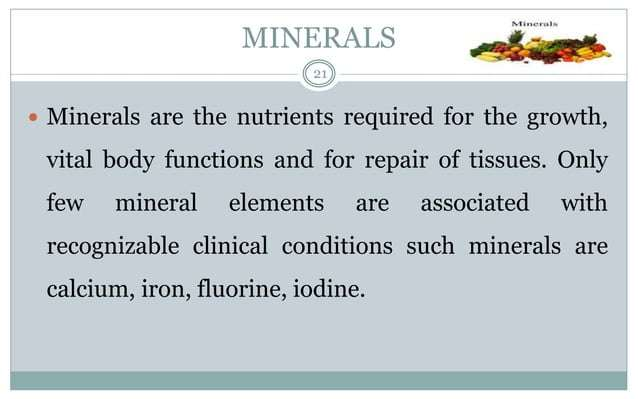 MINERALS
Minerals
21
Minerals are the nutrients required for the growth,
vital body functions and for repair of tissues. Only
few mineral elements are associated with
recognizable clinical conditions such minerals are
calcium, iron, fluorine, iodine.